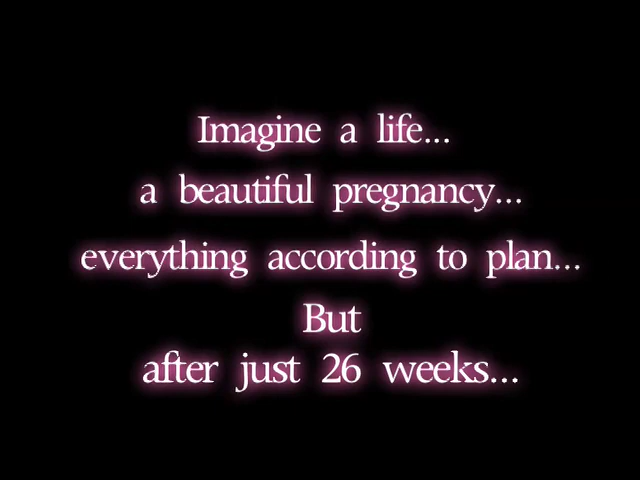 Imagine a life...
a beautiful pregnancy...
everything according to plan...
But
after just 26 weeks...